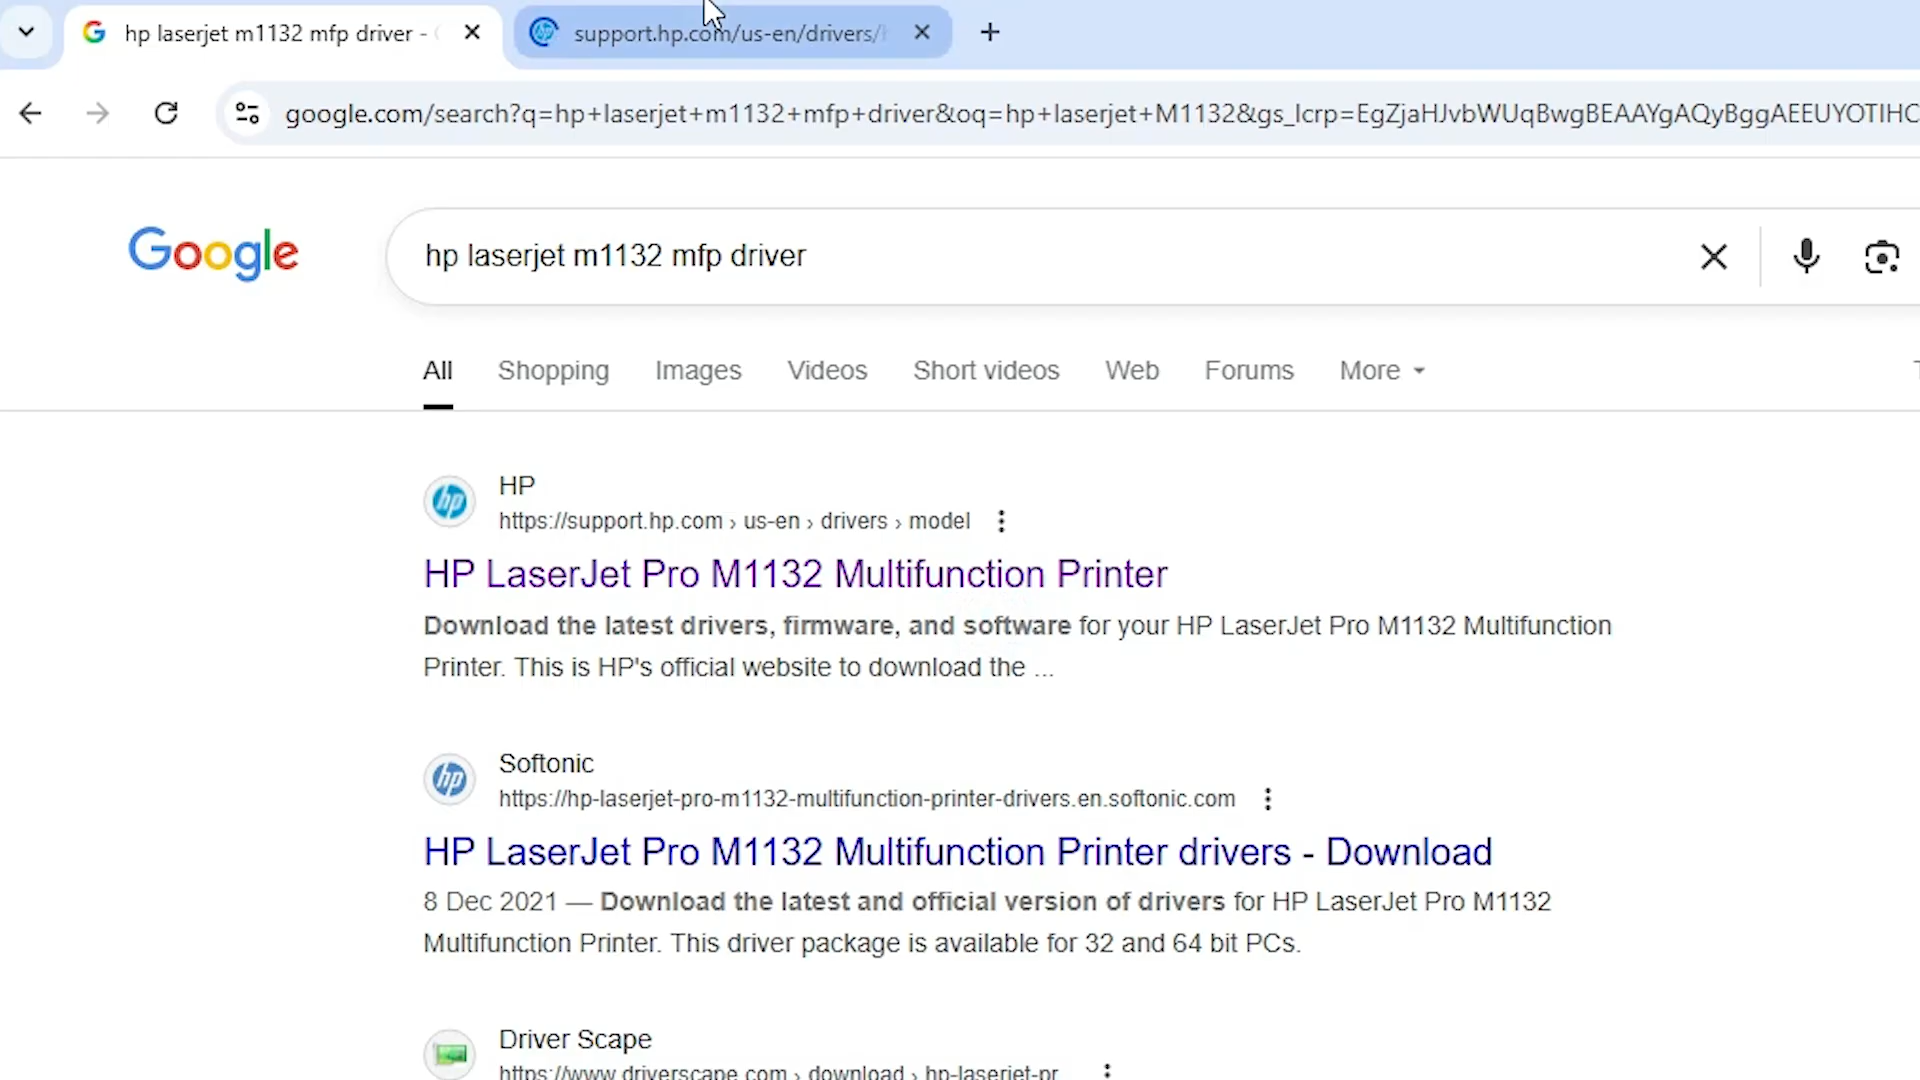 hp laserjet m1132 mfp driver -
support.hp.com/us-en/drivers/
google.com/search?q=hp+laserjet+m1132+mfp+driver&oq=hp+laserjet+M1132&gs_lcrp=EgZjaHJvbWUqBwgBEAAYgAQyBggAEEUYOTIHC
Google
hp laserjet m1132 mfp driver
All Shopping Images Videos Short videos Web Forums More
hp
HP
https://support.hp.com › us-en › drivers › model
HP LaserJet Pro M1132 Multifunction Printer
Download the latest drivers, firmware, and software for your HP LaserJet Pro M1132 Multifunction
Printer. This is HP's official website to download the ...
hp
Softonic
https://hp-laserjet-pro-m1132-multifunction-printer-drivers.en.softonic.com
HP LaserJet Pro M1132 Multifunction Printer drivers - Download
8 Dec 2021 — Download the latest and official version of drivers for HP LaserJet Pro M1132
Multifunction Printer. This driver package is available for 32 and 64 bit PCs.
Driver Scape
https://www.driverscape.com › download › hp-laserjet-pr